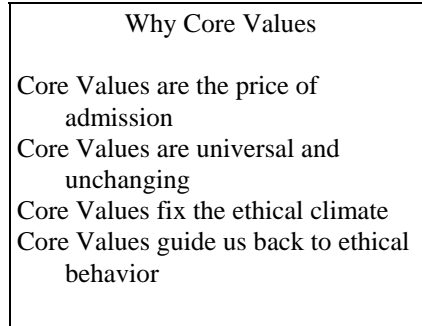 Why Core Values
Core Values are the price of
admission
Core Values are universal and
unchanging
Core Values fix the ethical climate
Core Values guide us back to ethical
behavior